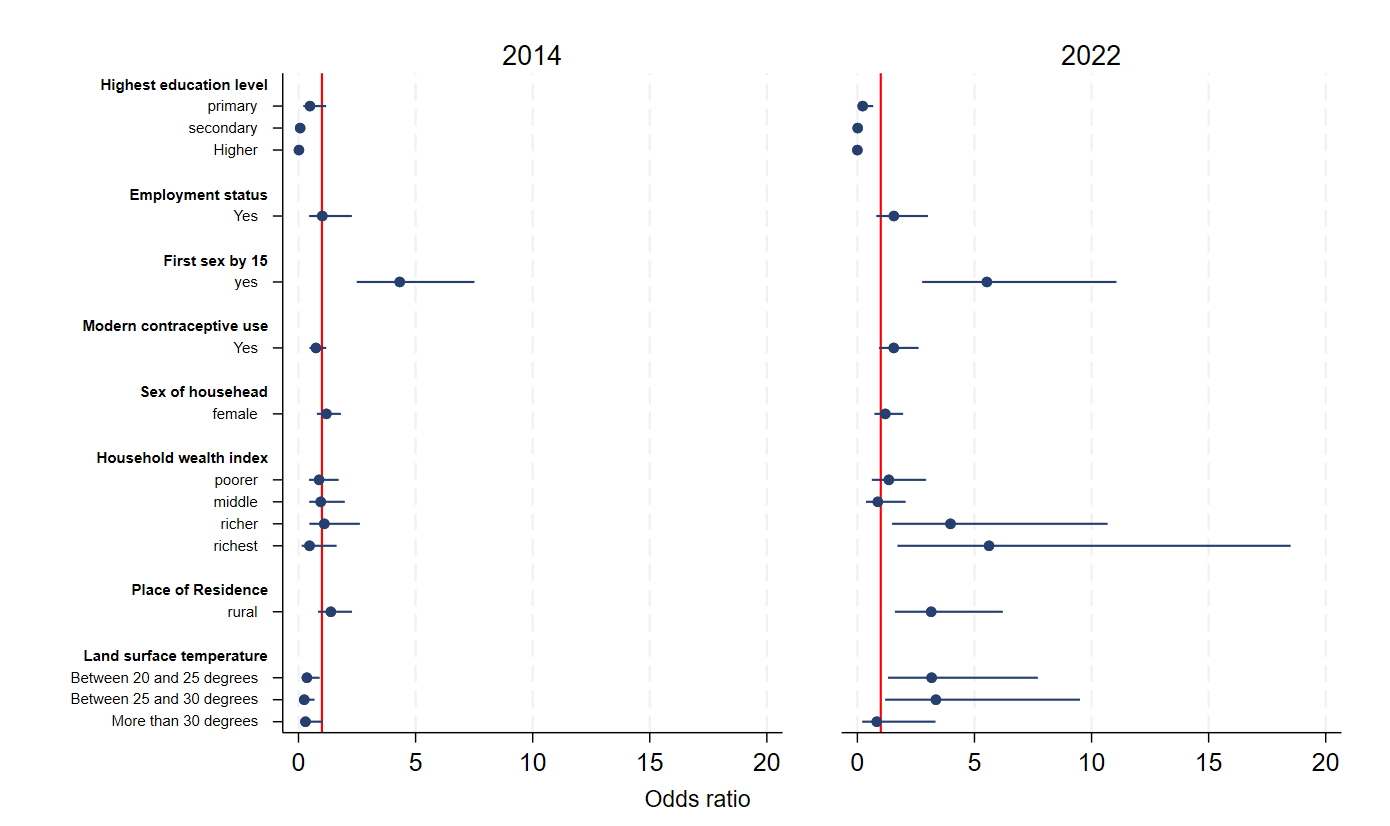 2014
2022
Highest education level
primary
secondary
Higher
Employment status
Yes
First sex by 15
yes
Modern contraceptive use
Yes
Sex of househead
female
Household wealth index
poorer
middle
richer
richest
Place of Residence
rural
Land surface temperature
Between 20 and 25 degrees
Between 25 and 30 degrees
More than 30 degrees
0 5 10 15 20
0 5 10 15 20
Odds ratio